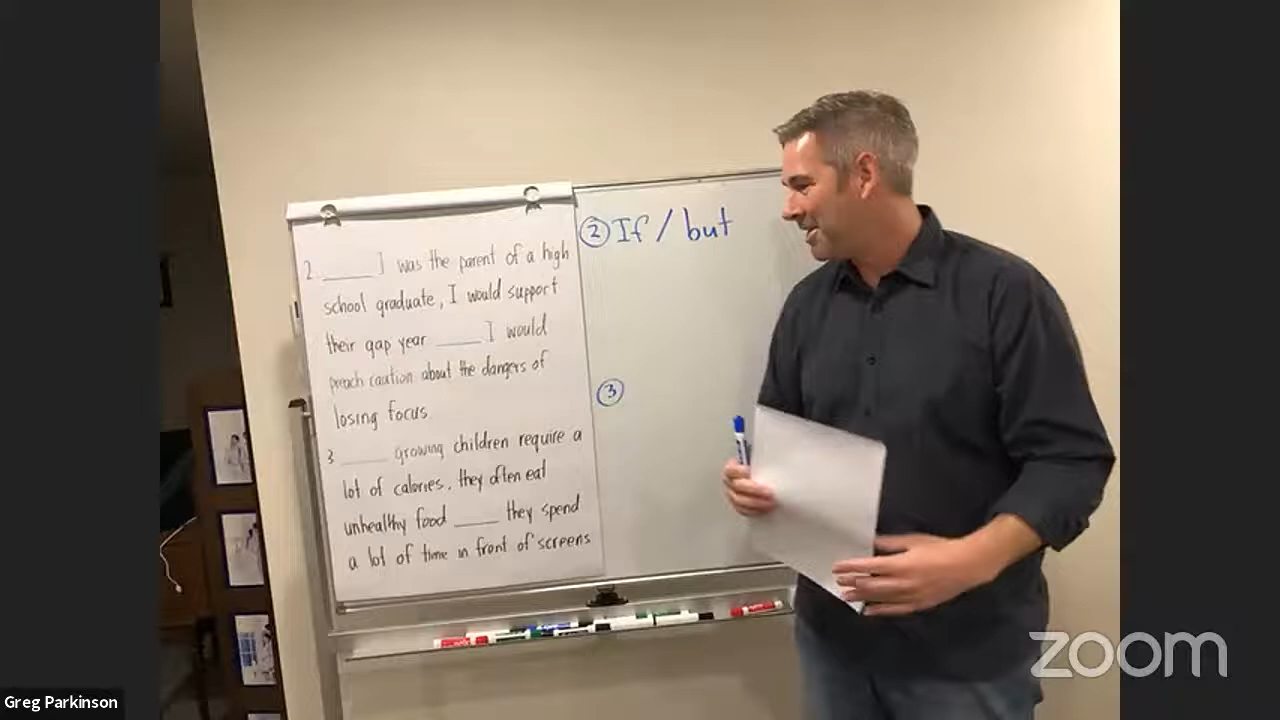 2 ____ I was the parent of a high
school graduate, I would support
their gap year ____ I would
preach caution about the dangers of
losing focus.
3 ____ growing children require a
lot of calories, they often eat
unhealthy food ____ they spend
a lot of time in front of screens
② If / but
③
Greg Parkinson
zoom